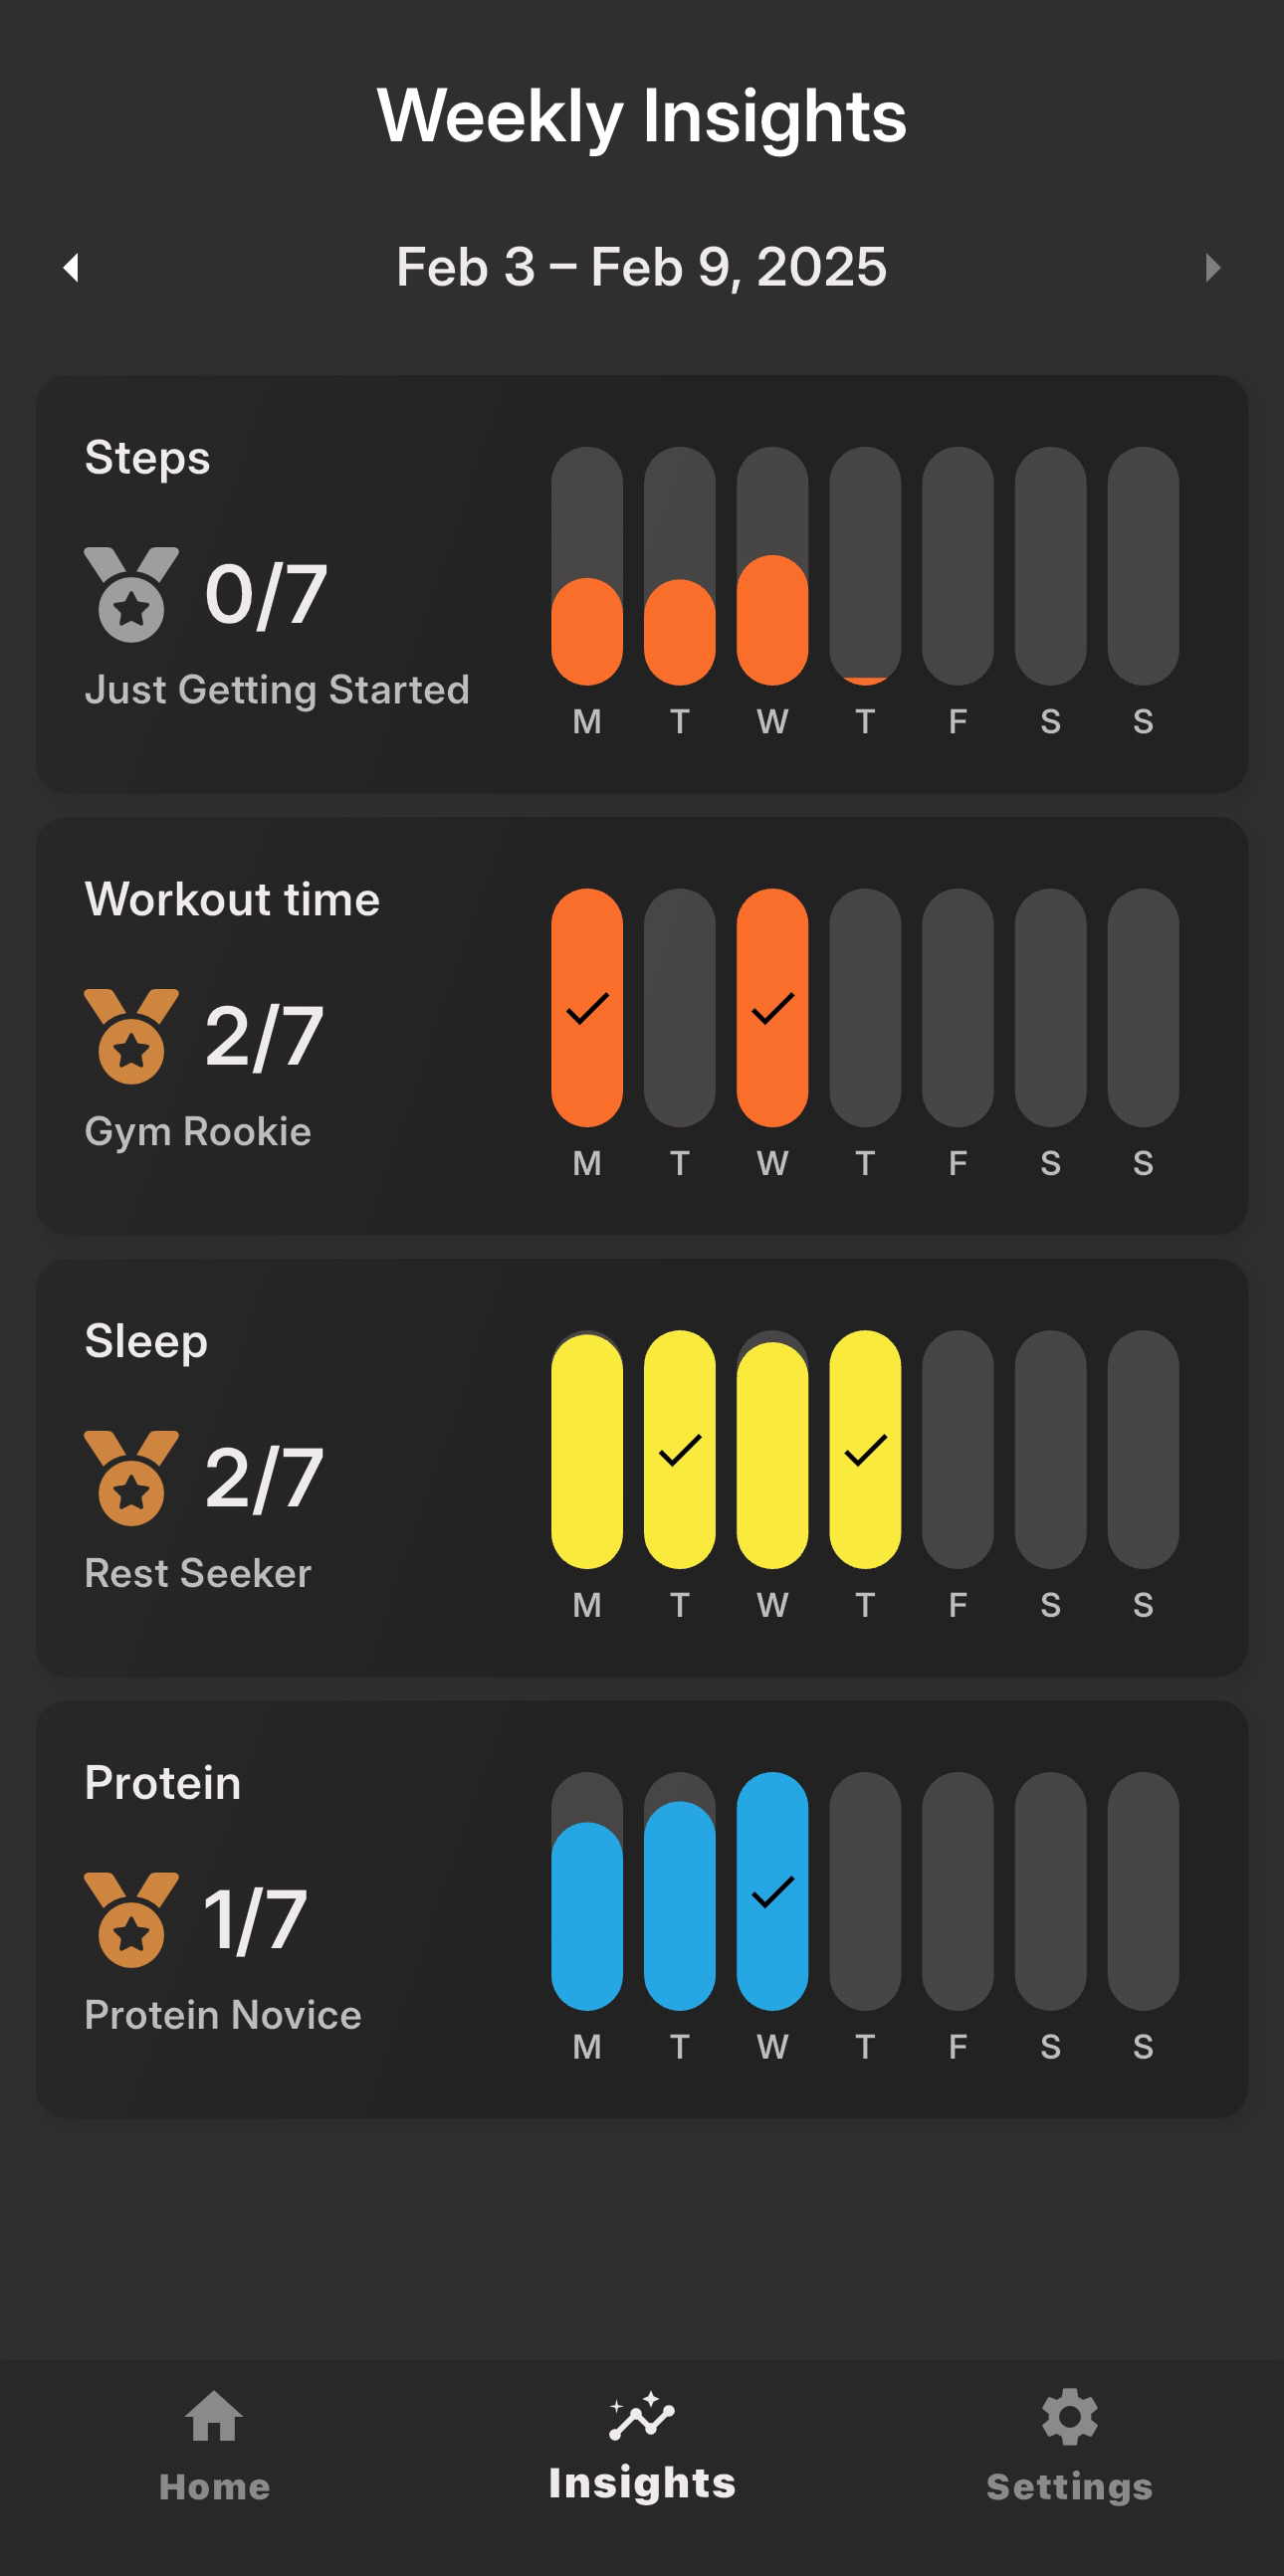 Weekly Insights
Feb 3 – Feb 9, 2025
Steps
0/7
Just Getting Started
M T W T F S S
Workout time
2/7
Gym Rookie
M T W T F S S
Sleep
2/7
Rest Seeker
M T W T F S S
Protein
1/7
Protein Novice
M T W T F S S
Home Insights Settings